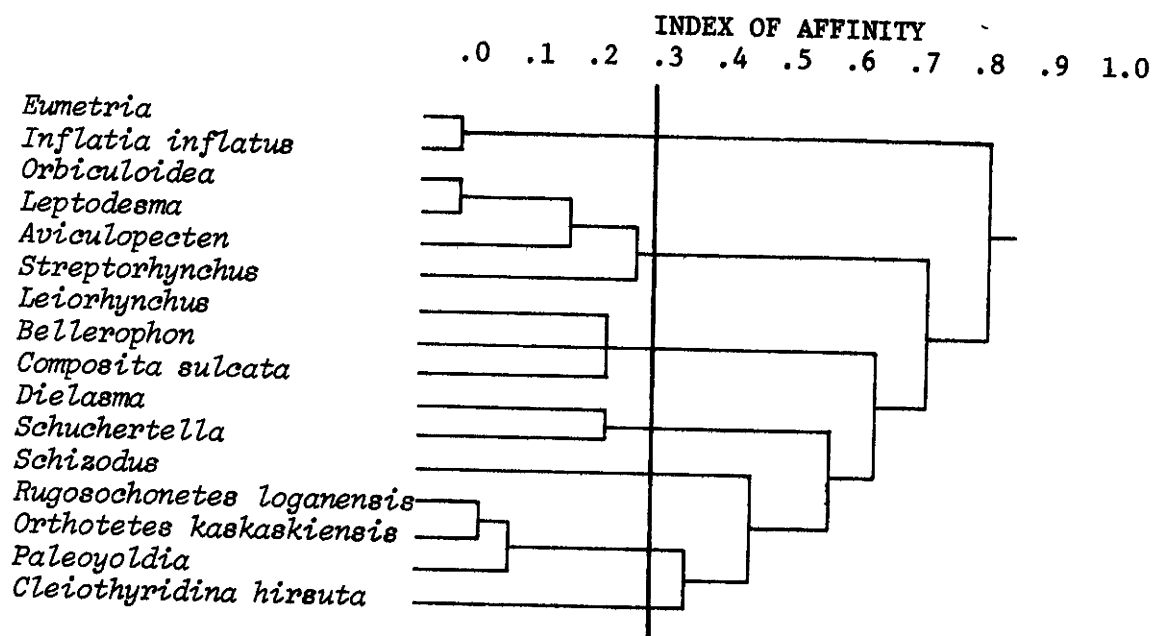 INDEX OF AFFINITY
.0 .1 .2 .3 .4 .5 .6 .7 .8 .9 1.0
Eumetria
Inflatia inflatus
Orbiculoidea
Leptodesma
Aviculopecten
Streptorhynchus
Leiorhynchus
Bellerophon
Composita sulcata
Dielasma
Schuchertella
Schizodus
Rugosochonetes loganensis
Orthotetes kaskaskiensis
Paleoyoldia
Cleiothyridina hirsuta